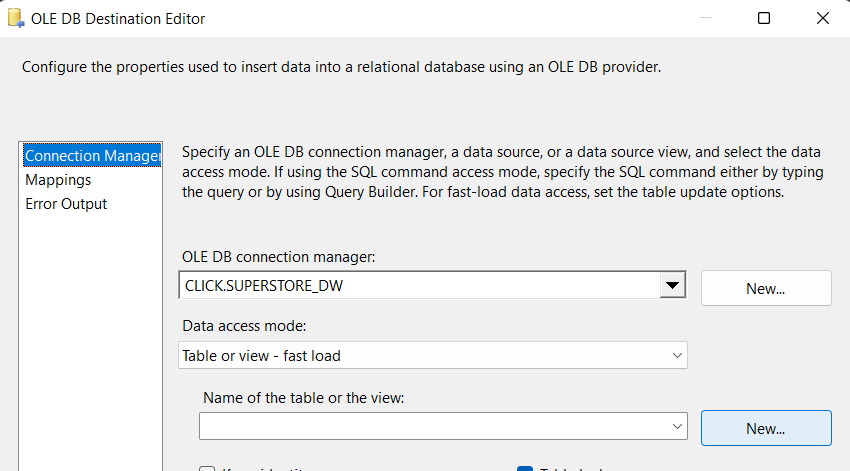 OLE DB Destination Editor
Configure the properties used to insert data into a relational database using an OLE DB provider.
Connection Manager
Mappings
Error Output
Specify an OLE DB connection manager, a data source, or a data source view, and select the data
access mode. If using the SQL command access mode, specify the SQL command either by typing
the query or by using Query Builder. For fast-load data access, set the table update options.
OLE DB connection manager:
CLICK.SUPERSTORE_DW
New...
Data access mode:
Table or view - fast load
Name of the table or the view:
New...